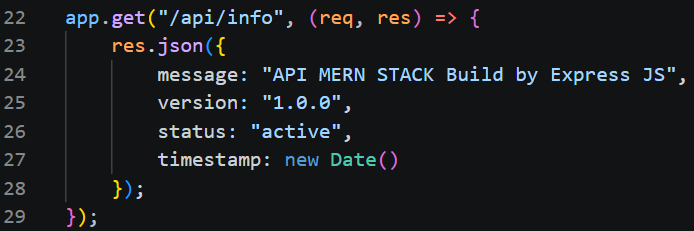 22 app.get("/api/info", (req, res) => {
23     res.json({
24         message: "API MERN STACK Build by Express JS",
25         version: "1.0.0",
26         status: "active",
27         timestamp: new Date()
28     });
29 });